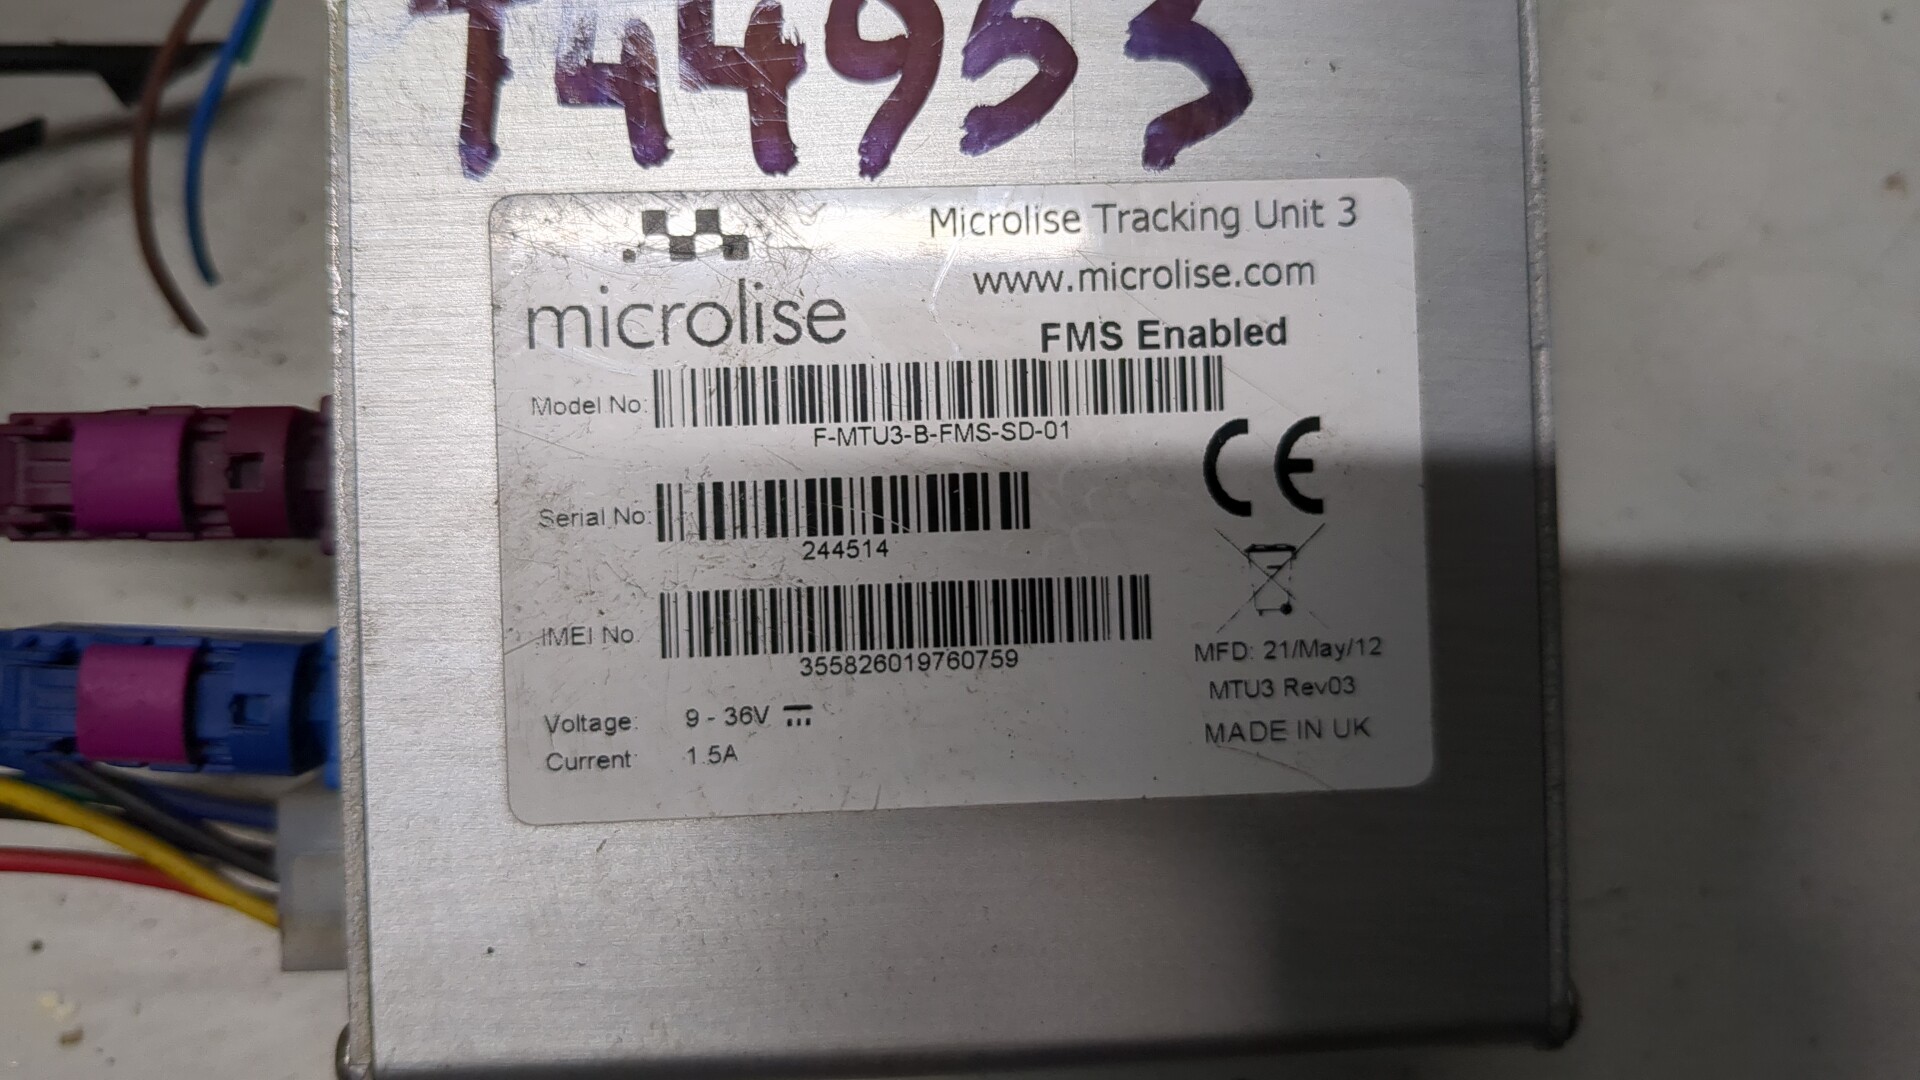 T44953
Microlise Tracking Unit 3
www.microlise.com
microlise
FMS Enabled
Model No:
F-MTU3-B-FMS-SD-01
CE
Serial No:
244514
IMEI No.
355826019760759
MFD: 21/May/12
MTU3 Rev03
MADE IN UK
Voltage: 9 - 36V
Current: 1.5A